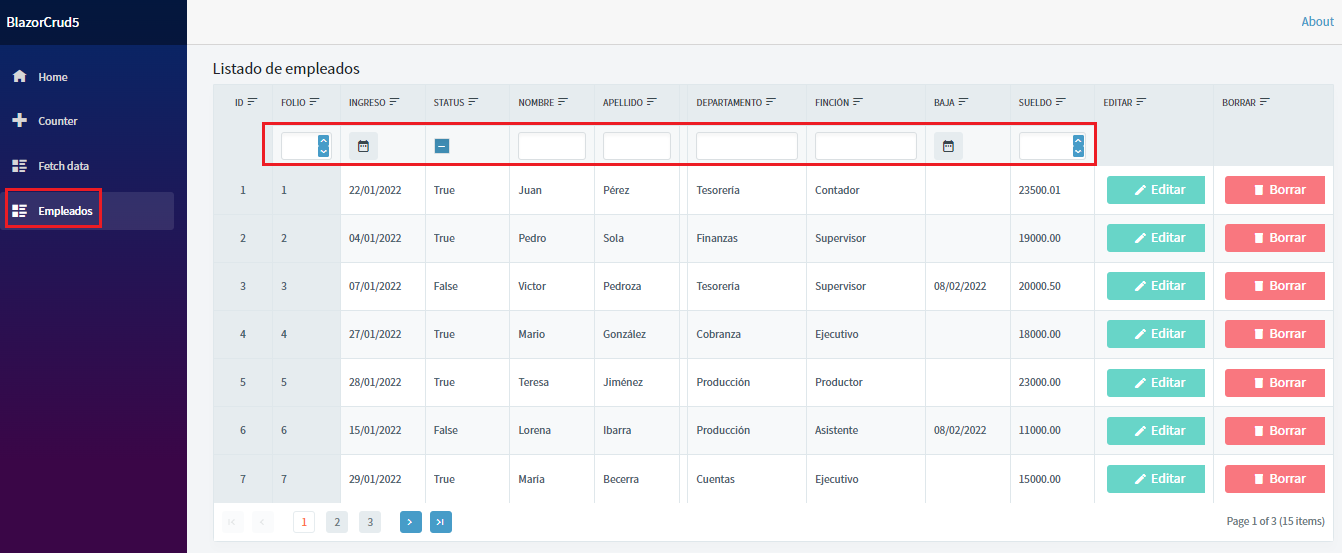 BlazorCrud5
About
Home
Counter
Fetch data
Empleados
Listado de empleados
ID FOLIO INGRESO STATUS NOMBRE APELLIDO DEPARTAMENTO FINCIÓN BAJA SUELDO EDITAR BORRAR
1 1 22/01/2022 True Juan Pérez Tesorería Contador 23500.01 Editar Borrar
2 2 04/01/2022 True Pedro Sola Finanzas Supervisor 19000.00 Editar Borrar
3 3 07/01/2022 False Victor Pedroza Tesorería Supervisor 08/02/2022 20000.50 Editar Borrar
4 4 27/01/2022 True Mario González Cobranza Ejecutivo 18000.00 Editar Borrar
5 5 28/01/2022 True Teresa Jiménez Producción Productor 23000.00 Editar Borrar
6 6 15/01/2022 False Lorena Ibarra Producción Asistente 08/02/2022 11000.00 Editar Borrar
7 7 29/01/2022 True María Becerra Cuentas Ejecutivo 15000.00 Editar Borrar
1 2 3
Page 1 of 3 (15 items)